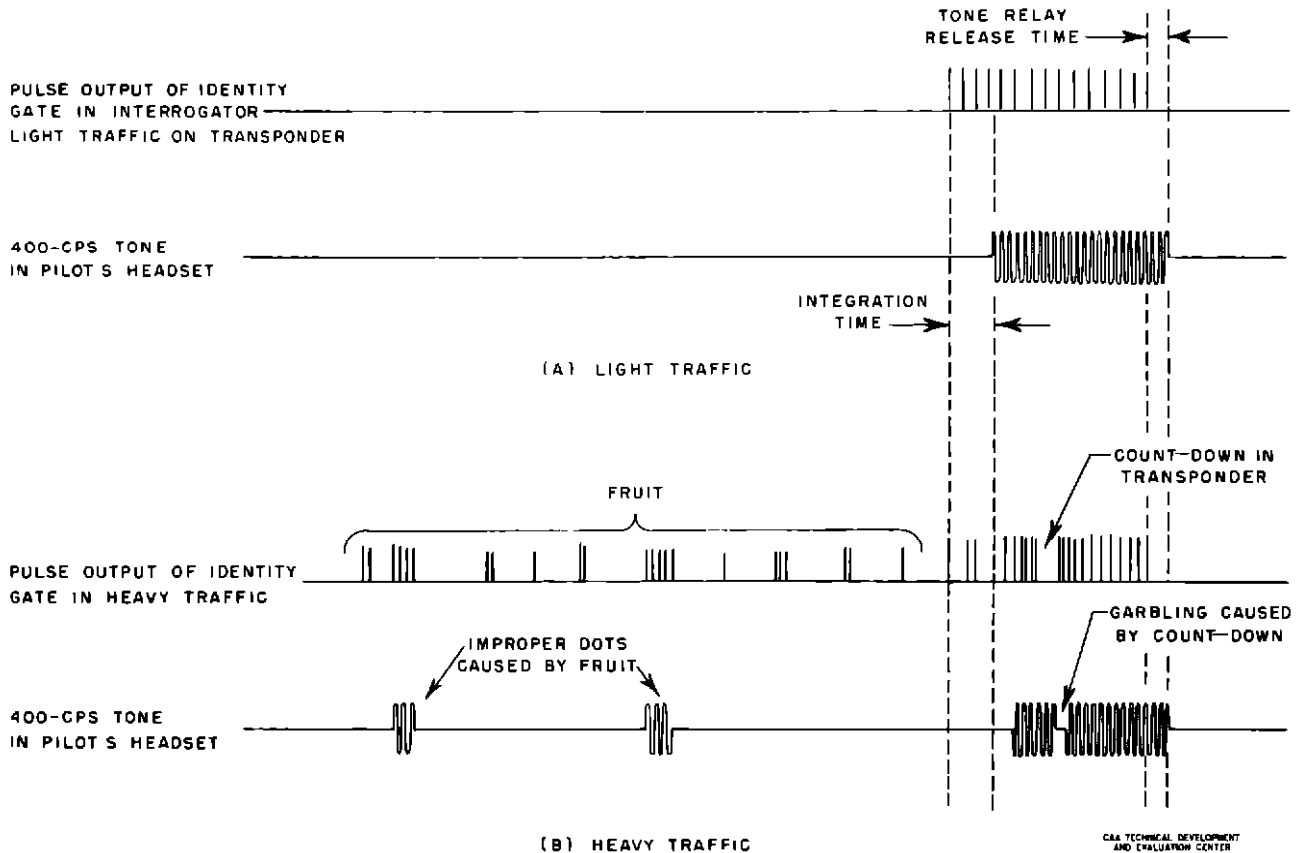 TONE RELAY
RELEASE TIME
PULSE OUTPUT OF IDENTITY
GATE IN INTERROGATOR
LIGHT TRAFFIC ON TRANSPONDER
400-CPS TONE
IN PILOT S HEADSET
INTEGRATION
TIME
(A) LIGHT TRAFFIC
COUNT-DOWN IN
TRANSPONDER
FRUIT
PULSE OUTPUT OF IDENTITY
GATE IN HEAVY TRAFFIC
GARBLING CAUSED
BY COUNT-DOWN
IMPROPER DOTS
CAUSED BY FRUIT
400-CPS TONE
IN PILOT S HEADSET
(B) HEAVY TRAFFIC
CAA TECHNICAL DEVELOPMENT
AND EVALUATION CENTER